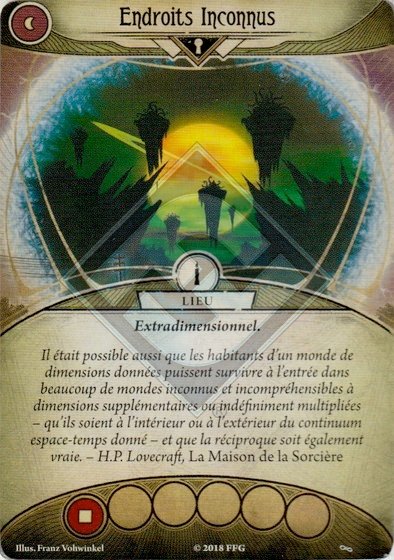 Endroits Inconnus
LIEU
Extradimensionnel.
Il était possible aussi que les habitants d'un monde de
dimensions données puissent survivre à l'entrée dans
beaucoup de mondes inconnus et incompréhensibles à
dimensions supplémentaires ou indéfiniment multipliées
– qu'ils soient à l'intérieur ou à l'extérieur du continuum
espace-temps donné – et que la réciproque soit également
vraie. – H.P. Lovecraft, La Maison de la Sorcière
Illus. Franz Vohwinkel © 2018 FFG